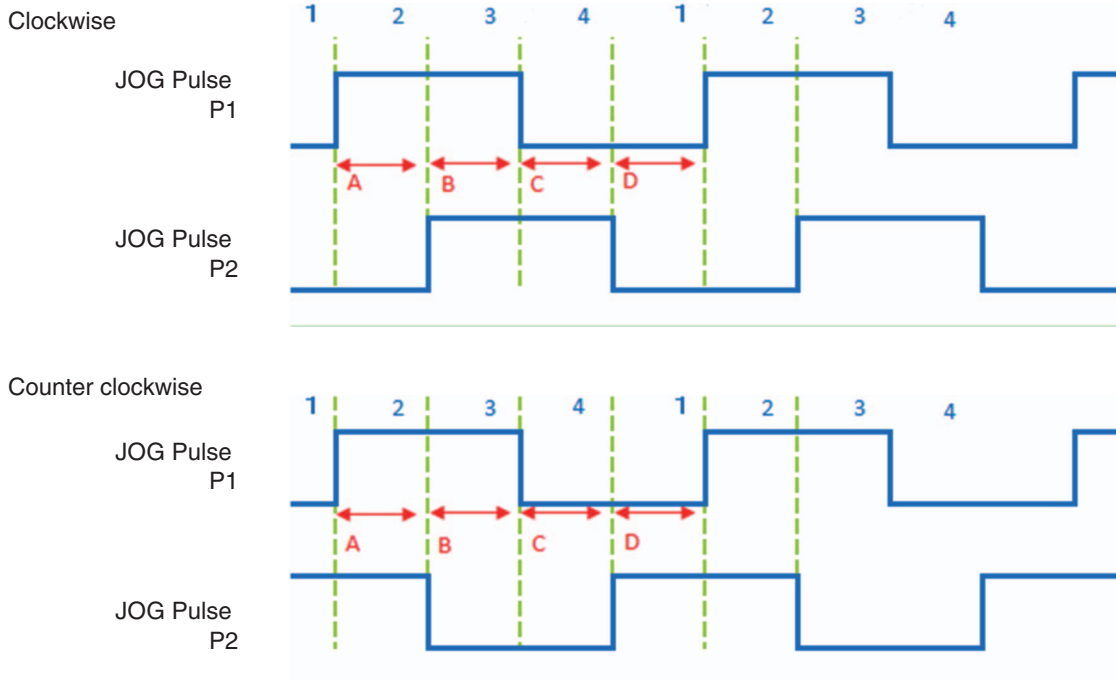 Clockwise
1 2 3 4 1 2 3 4
JOG Pulse
P1
A B C D
JOG Pulse
P2
Counter clockwise
1 2 3 4 1 2 3 4
JOG Pulse
P1
A B C D
JOG Pulse
P2